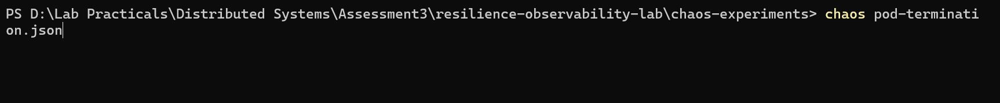 PS D:\Lab Practicals\Distributed Systems\Assessment3\resilience-observability-lab\chaos-experiments> chaos pod-terminati
on.json